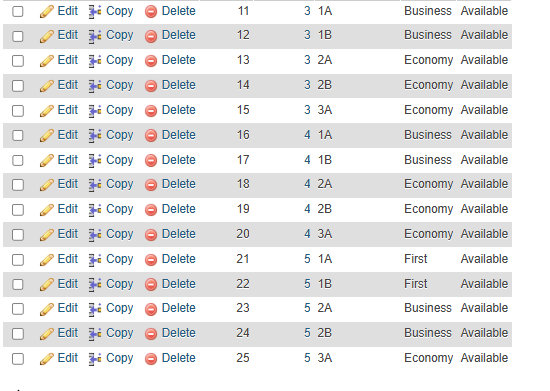 Edit Copy Delete 11 3 1A Business Available
Edit Copy Delete 12 3 1B Business Available
Edit Copy Delete 13 3 2A Economy Available
Edit Copy Delete 14 3 2B Economy Available
Edit Copy Delete 15 3 3A Economy Available
Edit Copy Delete 16 4 1A Business Available
Edit Copy Delete 17 4 1B Business Available
Edit Copy Delete 18 4 2A Economy Available
Edit Copy Delete 19 4 2B Economy Available
Edit Copy Delete 20 4 3A Economy Available
Edit Copy Delete 21 5 1A First Available
Edit Copy Delete 22 5 1B First Available
Edit Copy Delete 23 5 2A Business Available
Edit Copy Delete 24 5 2B Business Available
Edit Copy Delete 25 5 3A Economy Available